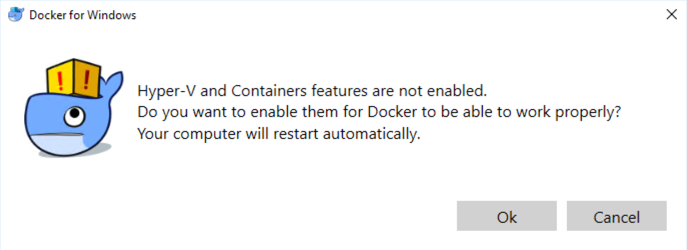 Docker for Windows
Hyper-V and Containers features are not enabled.
Do you want to enable them for Docker to be able to work properly?
Your computer will restart automatically.
! !
Ok Cancel